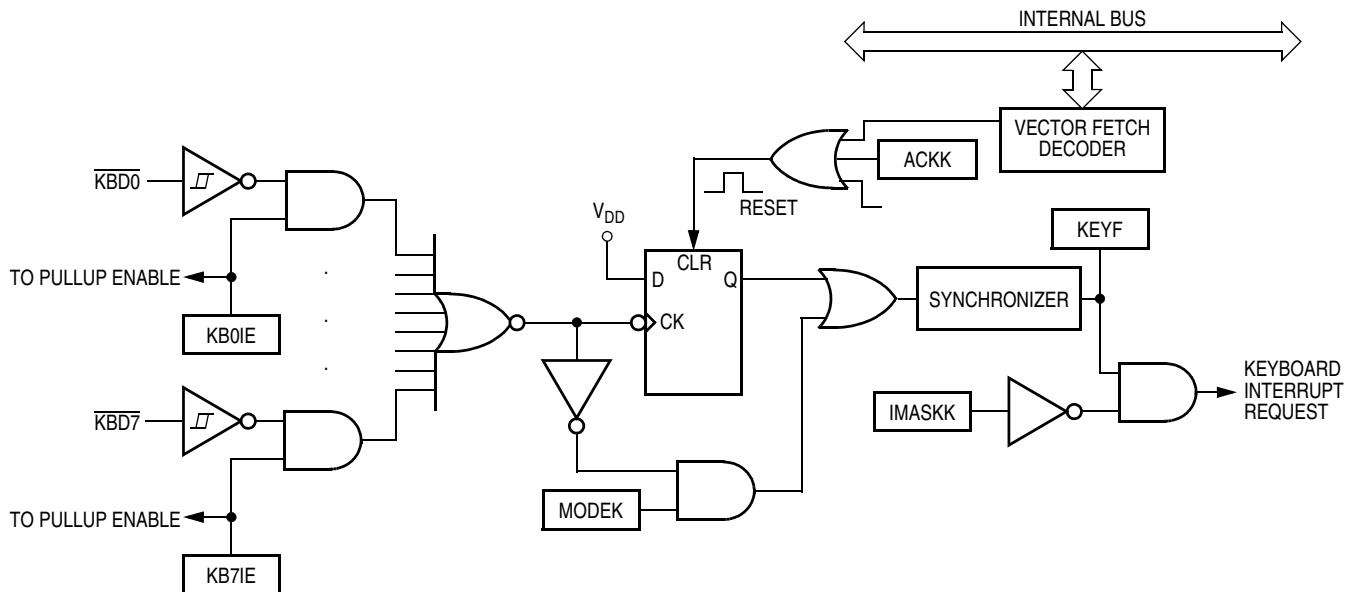 INTERNAL BUS
VECTOR FETCH
DECODER
ACKK
KBD0
RESET
VDD
KEYF
TO PULLUP ENABLE
CLR
D
Q
SYNCHRONIZER
KB0IE
CK
KEYBOARD
INTERRUPT
REQUEST
KBD7
IMASKK
MODEK
TO PULLUP ENABLE
KB7IE